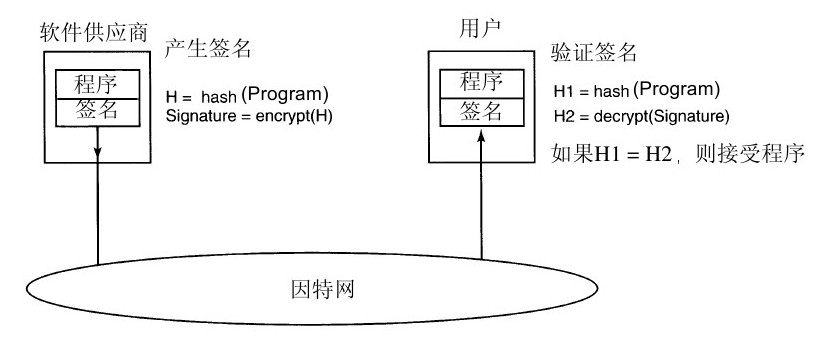 软件供应商
产生签名
程序
签名
H = hash (Program)
Signature = encrypt(H)
用户
验证签名
程序
签名
H1 = hash (Program)
H2 = decrypt(Signature)
如果H1 = H2，则接受程序
因特网